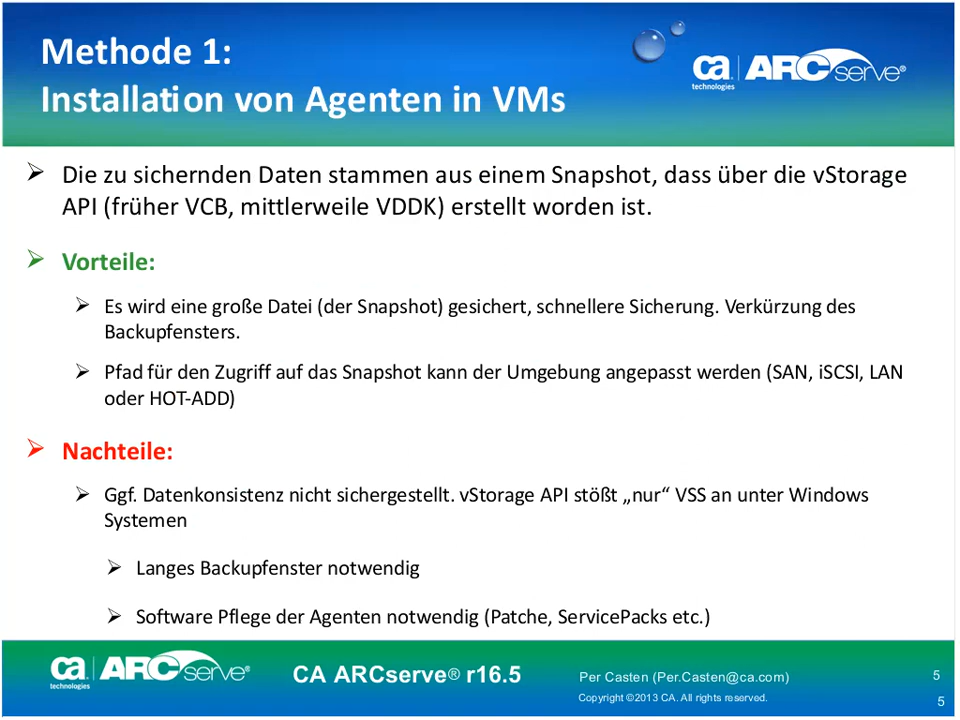 Methode 1:
Installation von Agenten in VMs
ca technologies | ARCserve®
Die zu sichernden Daten stammen aus einem Snapshot, dass über die vStorage
API (früher VCB, mittlerweile VDDK) erstellt worden ist.
Vorteile:
Es wird eine große Datei (der Snapshot) gesichert, schnellere Sicherung. Verkürzung des
Backupfensters.
Pfad für den Zugriff auf das Snapshot kann der Umgebung angepasst werden (SAN, iSCSI, LAN
oder HOT-ADD)
Nachteile:
Ggf. Datenkonsistenz nicht sichergestellt. vStorage API stößt „nur“ VSS an unter Windows
Systemen
Langes Backupfenster notwendig
Software Pflege der Agenten notwendig (Patche, ServicePacks etc.)
ca technologies | ARCserve®
CA ARCserve® r16.5
Per Casten (Per.Casten@ca.com)
5
Copyright ©2013 CA. All rights reserved.
5